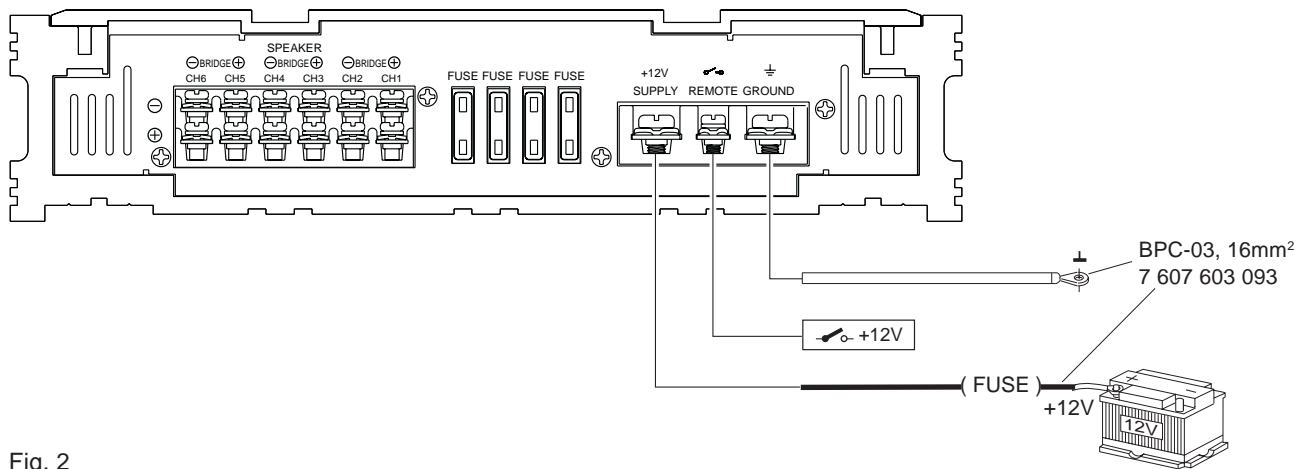 SPEAKER
⊖BRIDGE⊕ ⊖BRIDGE⊕ ⊖BRIDGE⊕
CH6 CH5 CH4 CH3 CH2 CH1
FUSE FUSE FUSE FUSE
+12V
SUPPLY REMOTE GROUND
⊖
⊕
BPC-03, 16mm²
7 607 603 093
+12V
( FUSE )
+12V
+ -
12V
Fig. 2